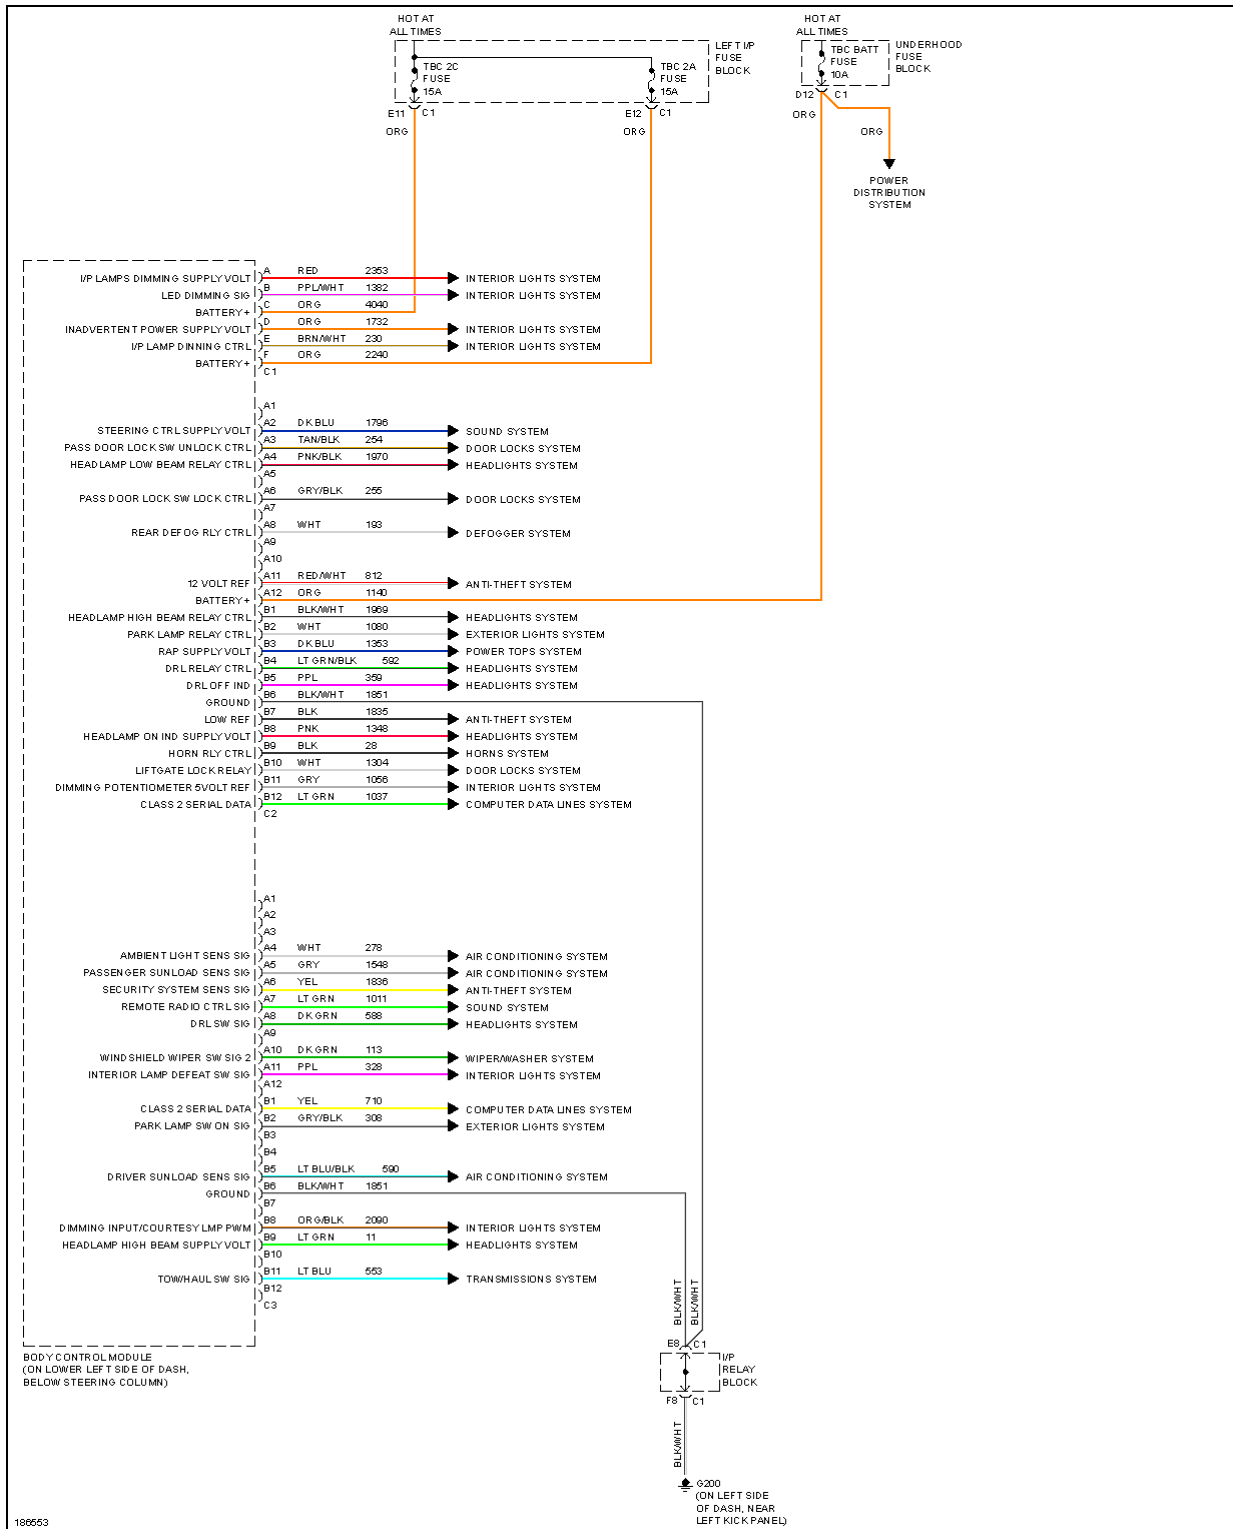 HOT AT
ALL TIMES
HOT AT
ALL TIMES
LEFT I/P
FUSE
BLOCK
UNDERHOOD
FUSE
BLOCK
TBC 2C
FUSE
15A
TBC 2A
FUSE
15A
TBC BATT
FUSE
10A
E11 C1
ORG
E12 C1
ORG
D12 C1
ORG
ORG
POWER
DISTRIBUTION
SYSTEM
I/P LAMPS DIMMING SUPPLY VOLT A RED 2353 INTERIOR LIGHTS SYSTEM
LED DIMMING SIG B PPL/WHT 1382 INTERIOR LIGHTS SYSTEM
BATTERY+ C ORG 4040
INADVERTENT POWER SUPPLY VOLT D ORG 1732 INTERIOR LIGHTS SYSTEM
I/P LAMP DINNING CTRL E BRN/WHT 230 INTERIOR LIGHTS SYSTEM
BATTERY+ F ORG 2240
C1
A1
STEERING CTRL SUPPLY VOLT A2 DK BLU 1796 SOUND SYSTEM
PASS DOOR LOCK SW UNLOCK CTRL A3 TAN/BLK 254 DOOR LOCKS SYSTEM
HEADLAMP LOW BEAM RELAY CTRL A4 PNK/BLK 1970 HEADLIGHTS SYSTEM
A5
PASS DOOR LOCK SW LOCK CTRL A6 GRY/BLK 255 DOOR LOCKS SYSTEM
A7
REAR DEFOG RLY CTRL A8 WHT 193 DEFOGGER SYSTEM
A9
A10
12 VOLT REF A11 RED/WHT 812 ANTI-THEFT SYSTEM
BATTERY+ A12 ORG 1140
HEADLAMP HIGH BEAM RELAY CTRL B1 BLK/WHT 1969 HEADLIGHTS SYSTEM
PARK LAMP RELAY CTRL B2 WHT 1080 EXTERIOR LIGHTS SYSTEM
RAP SUPPLY VOLT B3 DK BLU 1353 POWER TOPS SYSTEM
DRL RELAY CTRL B4 LT GRN/BLK 592 HEADLIGHTS SYSTEM
DRL OFF IND B5 PPL 359 HEADLIGHTS SYSTEM
GROUND B6 BLK/WHT 1851
LOW REF B7 BLK 1835 ANTI-THEFT SYSTEM
HEADLAMP ON IND SUPPLY VOLT B8 PNK 1348 HEADLIGHTS SYSTEM
HORN RLY CTRL B9 BLK 28 HORNS SYSTEM
LIFTGATE LOCK RELAY B10 WHT 1304 DOOR LOCKS SYSTEM
DIMMING POTENTIOMETER 5VOLT REF B11 GRY 1056 INTERIOR LIGHTS SYSTEM
CLASS 2 SERIAL DATA B12 LT GRN 1037 COMPUTER DATA LINES SYSTEM
C2
A1
A2
A3
AMBIENT LIGHT SENS SIG A4 WHT 278 AIR CONDITIONING SYSTEM
PASSENGER SUNLOAD SENS SIG A5 GRY 1548 AIR CONDITIONING SYSTEM
SECURITY SYSTEM SENS SIG A6 YEL 1836 ANTI-THEFT SYSTEM
REMOTE RADIO CTRL SIG A7 LT GRN 1011 SOUND SYSTEM
DRL SW SIG A8 DK GRN 588 HEADLIGHTS SYSTEM
A9
WINDSHIELD WIPER SW SIG 2 A10 DK GRN 113 WIPER/WASHER SYSTEM
INTERIOR LAMP DEFEAT SW SIG A11 PPL 328 INTERIOR LIGHTS SYSTEM
A12
CLASS 2 SERIAL DATA B1 YEL 710 COMPUTER DATA LINES SYSTEM
PARK LAMP SW ON SIG B2 GRY/BLK 308 EXTERIOR LIGHTS SYSTEM
B3
B4
DRIVER SUNLOAD SENS SIG B5 LT BLU/BLK 590 AIR CONDITIONING SYSTEM
GROUND B6 BLK/WHT 1851
B7
DIMMING INPUT/COURTESY LMP PWM B8 ORG/BLK 2090 INTERIOR LIGHTS SYSTEM
HEADLAMP HIGH BEAM SUPPLY VOLT B9 LT GRN 11 HEADLIGHTS SYSTEM
B10
TOW/HAUL SW SIG B11 LT BLU 553 TRANSMISSIONS SYSTEM
B12
C3
BLK/WHT
BLK/WHT
BODY CONTROL MODULE
(ON LOWER LEFT SIDE OF DASH,
BELOW STEERING COLUMN)
E8 C1
I/P
RELAY
BLOCK
F8 C1
BLK/WHT
G200
(ON LEFT SIDE
OF DASH, NEAR
LEFT KICK PANEL)
186553